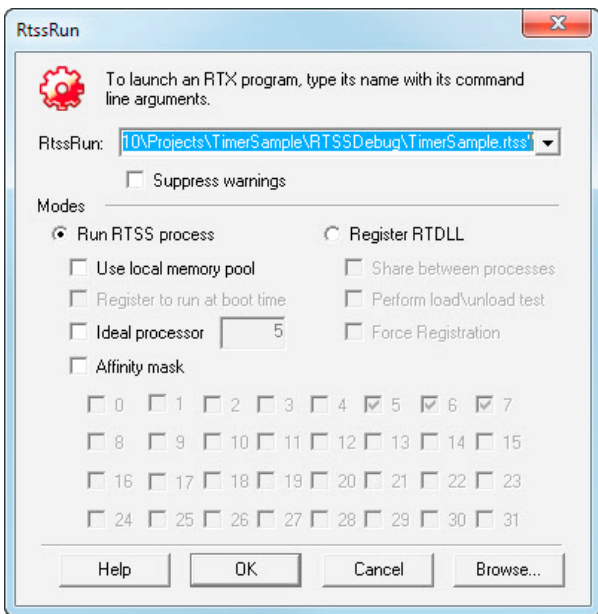 RtssRun
To launch an RTX program, type its name with its command
line arguments.
RtssRun: 10\Projects\TimerSample\RTSSDebug\TimerSample.rtss"
Suppress warnings
Modes
Run RTSS process Register RTDLL
Use local memory pool Share between processes
Register to run at boot time Perform load\unload test
Ideal processor 5 Force Registration
Affinity mask
0 1 2 3 4 5 6 7
8 9 10 11 12 13 14 15
16 17 18 19 20 21 22 23
24 25 26 27 28 29 30 31
Help OK Cancel Browse...